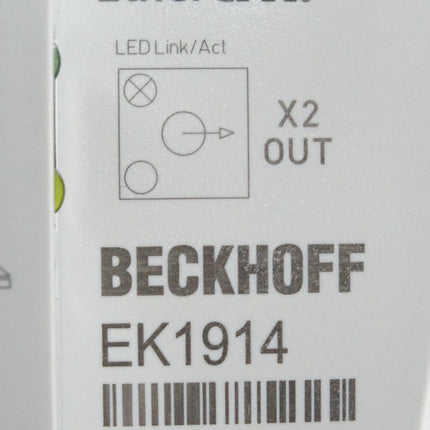 LED Link/Act
X2
OUT
BECKHOFF
EK1914